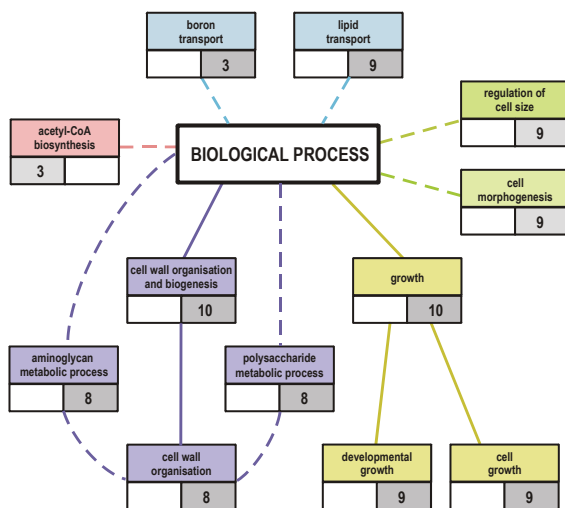 boron
transport
3
lipid
transport
9
regulation of
cell size
9
acetyl-CoA
biosynthesis
3
BIOLOGICAL PROCESS
cell
morphogenesis
9
cell wall organisation
and biogenesis
10
growth
10
aminoglycan
metabolic process
8
polysaccharide
metabolic process
8
cell wall
organisation
8
developmental
growth
9
cell
growth
9